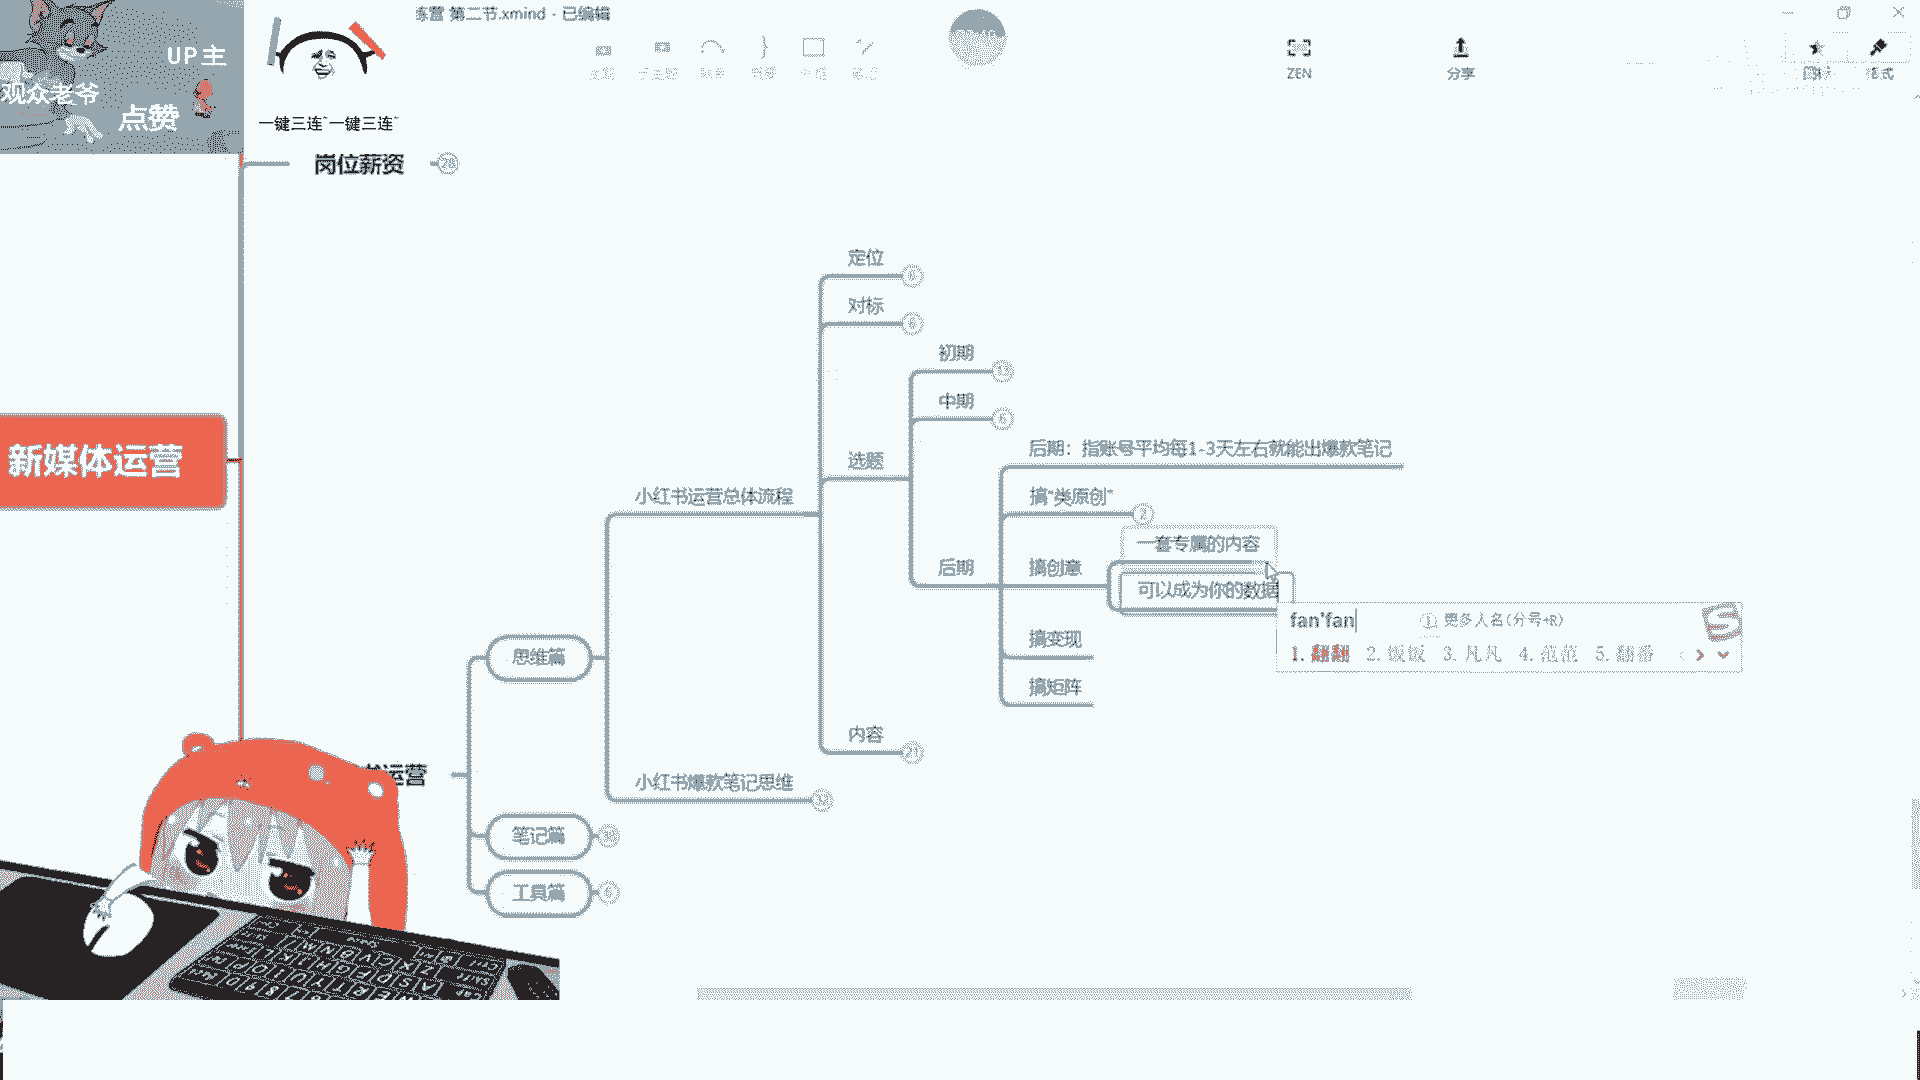 UP主
观众老爷
点赞
一键三连~一键三连~
练营 第二节.xmind - 已编辑
ZEN
分享
岗位薪资
28
新媒体运营
思维篇
小红书运营总体流程
定位
6
对标
6
选题
初期
13
中期
6
后期
后期：指账号平均每1-3天左右就能出爆款笔记
搞“类原创”
2
搞创意
一套专属的内容
可以成为你的数据
fan'fan
更多人名(分号+R)
1. 翻翻 2. 饭饭 3. 凡凡 4. 范范 5. 翻番
搞变现
搞矩阵
内容
21
小红书爆款笔记思维
运营
笔记篇
工具篇
6